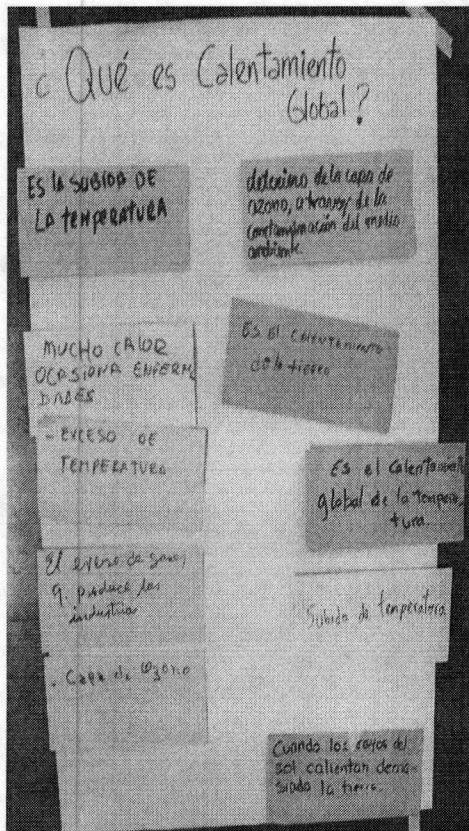 ¿ Qué es Calentamiento
Global?
ES la SUBIDA DE
LA TEMPERATURA
deterioro de la capa de
ozono, a travez de la
contaminación del medio
ambiente.
MUCHO CALOR
OCASIONA ENFERM
DADES
ES El CALENTAMIENTO
de la tierra
- EXCESO DE
TEMPERATURA
Es el Calentamient
global de la tempera
tura.
El exceso de gases
q. produce las
industria
Subida de temperatura
. Capa de ozono
Cuando los rayos del
sol calientan dema-
siado la tierra.